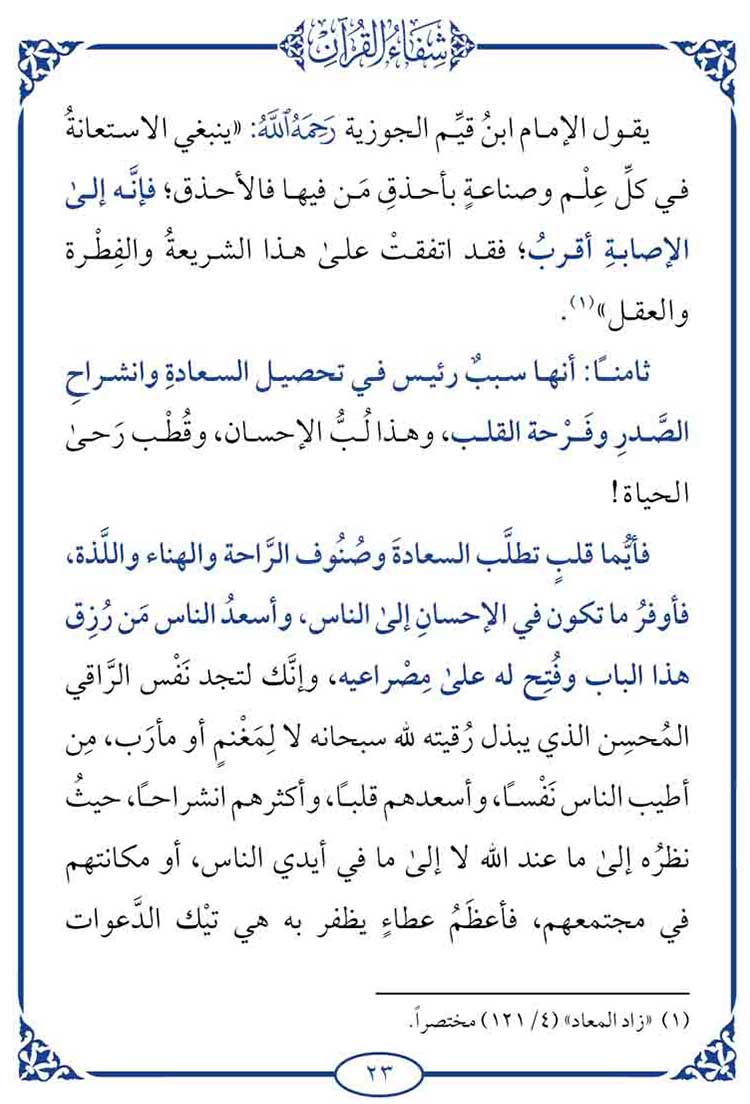 شِفَاءُ القُرآنِ
يقول الإمام ابنُ قيِّم الجوزية رَحِمَهُ ٱللَّهُ: «ينبغي الاستعانةُ
في كلِّ عِلْم وصناعةٍ بأحذقِ مَن فيها فالأحذق؛ فإنَّه إلىٰ
الإصابةِ أقربُ؛ فقد اتفقتْ علىٰ هذا الشريعةُ والفِطْرة
والعقل»(١).
ثامنـًا: أنها سببٌ رئيس في تحصيل السعادةِ وانشراحِ
الصَّدرِ وفَرْحة القلب، وهذا لُبُّ الإحسان، وقُطْب رَحىٰ
الحياة!
فأيُّما قلبٍ تطلَّب السعادةَ وصُنُوف الرَّاحة والهناء واللَّذة،
فأوفرُ ما تكون في الإحسانِ إلىٰ الناس، وأسعدُ الناس مَن رُزِق
هذا الباب وفُتِح له علىٰ مِصْراعيه، وإنَّك لتجد نَفْس الرَّاقي
المُحسِن الذي يبذل رُقيته لله سبحانه لا لِمَغْنمٍ أو مأرَب، مِن
أطيب الناس نَفْسـًا، وأسعدهم قلبـًا، وأكثرهم انشراحـًا، حيثُ
نظرُه إلىٰ ما عند الله لا إلىٰ ما في أيدي الناس، أو مكانتهم
في مجتمعهم، فأعظَمُ عطاءٍ يظفر به هي تيْك الدَّعوات
(١) «زاد المعاد» (٤/ ١٢١) مختصراً.
٢٣